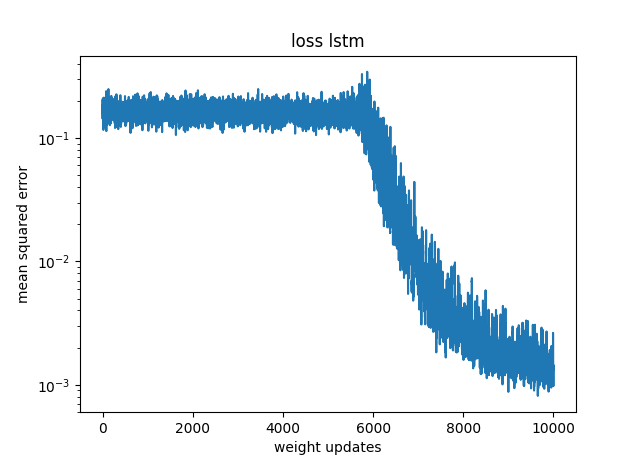 loss lstm
mean squared error
10⁻¹
10⁻²
10⁻³
0 2000 4000 6000 8000 10000
weight updates